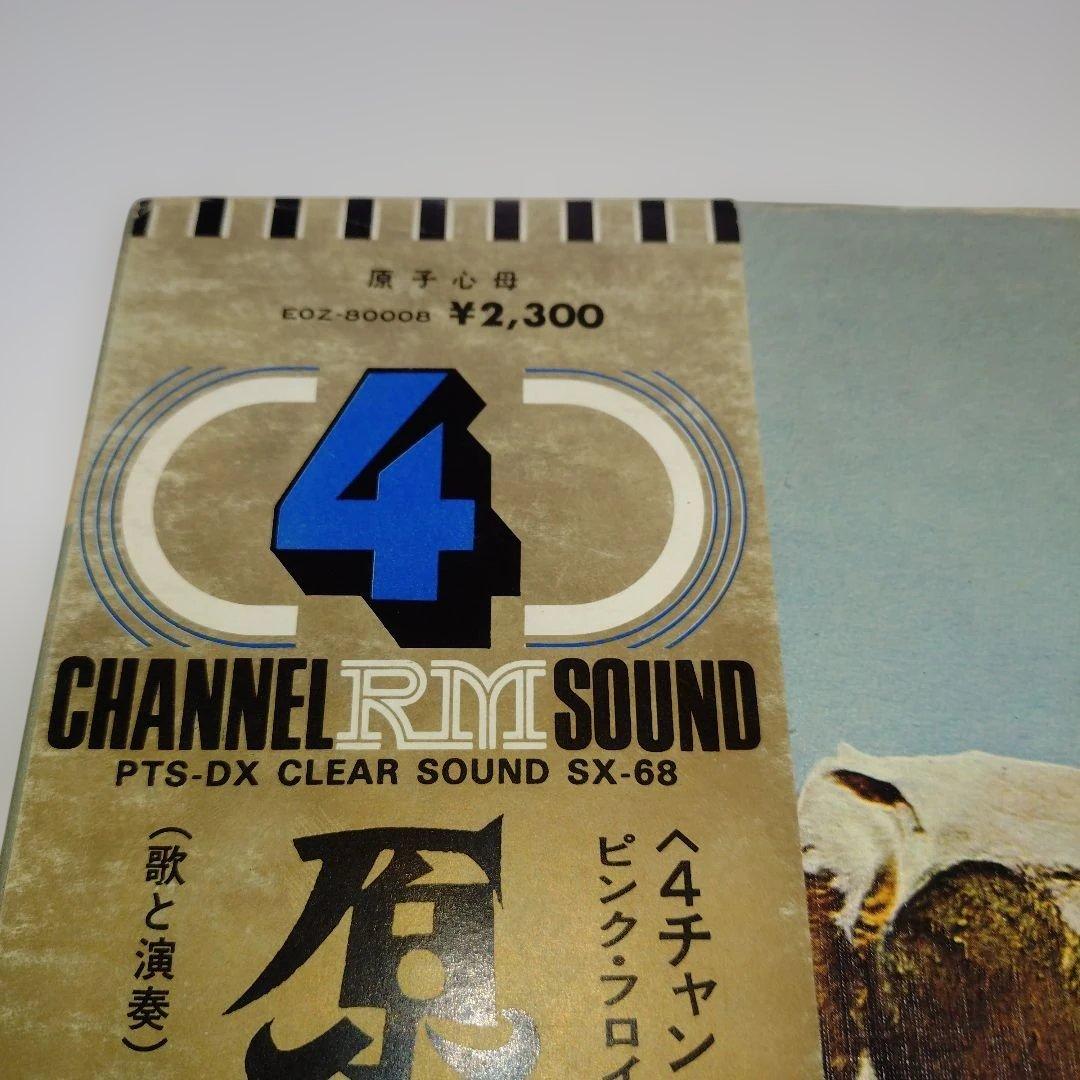 原子心母
EOZ-80008 ¥2,300
4
CHANNEL RM SOUND
PTS-DX CLEAR SOUND SX-68
〈4チャン
ピンク・フロイ
原
(歌と演奏)